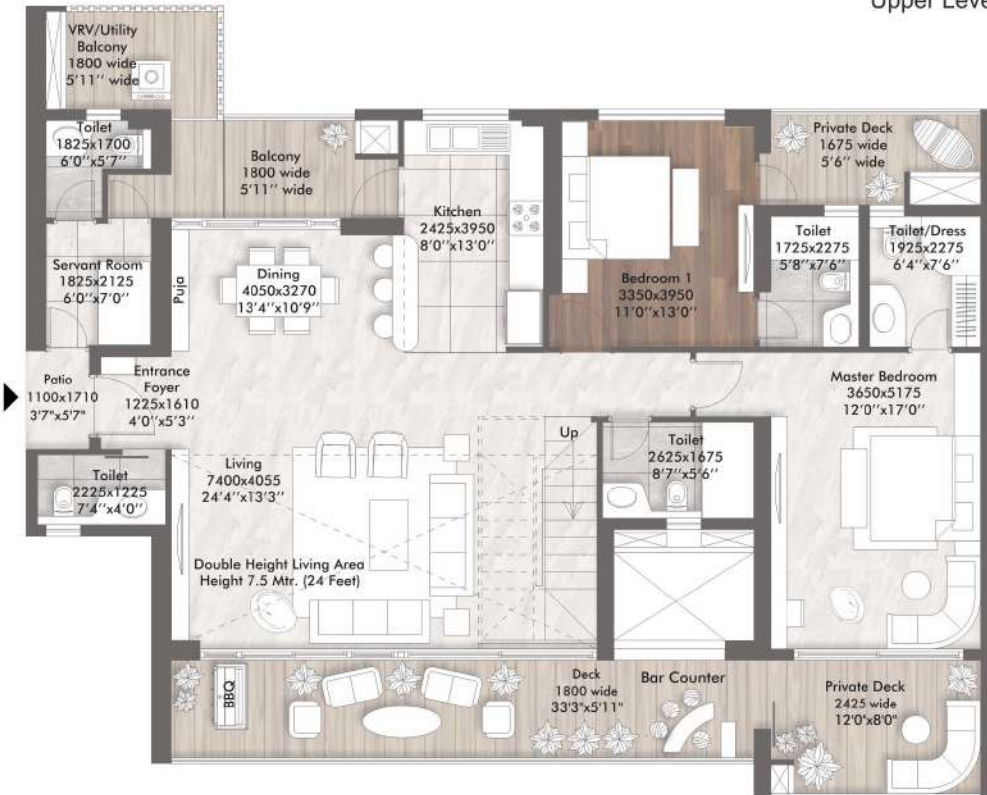 Upper Leve
VRV/Utility
Balcony
1800 wide
5'11'' wide
Toilet
1825x1700
6'0''x5'7''
Balcony
1800 wide
5'11'' wide
Kitchen
2425x3950
8'0''x13'0''
Private Deck
1675 wide
5'6'' wide
Servant Room
1825x2125
6'0''x7'0''
Puja
Dining
4050x3270
13'4''x10'9''
Bedroom 1
3350x3950
11'0''x13'0''
Toilet
1725x2275
5'8''x7'6''
Tailet/Dress
1925x2275
6'4''x7'6''
Patio
1100x1710
3'7"x5'7"
Entrance
Foyer
1225x1610
4'0''x5'3''
Master Bedroom
3650x5175
12'0''x17'0''
Up
Toilet
2625x1675
8'7''x5'6''
Living
7400x4055
24'4''x13'3''
Toilet
2225x1225
7'4''x4'0''
Double Height Living Area
Height 7.5 Mtr. (24 Feet)
BBQ
Deck
1800 wide
33'3"x5'11"
Bar Counter
Private Deck
2425 wide
12'0"x8'0"